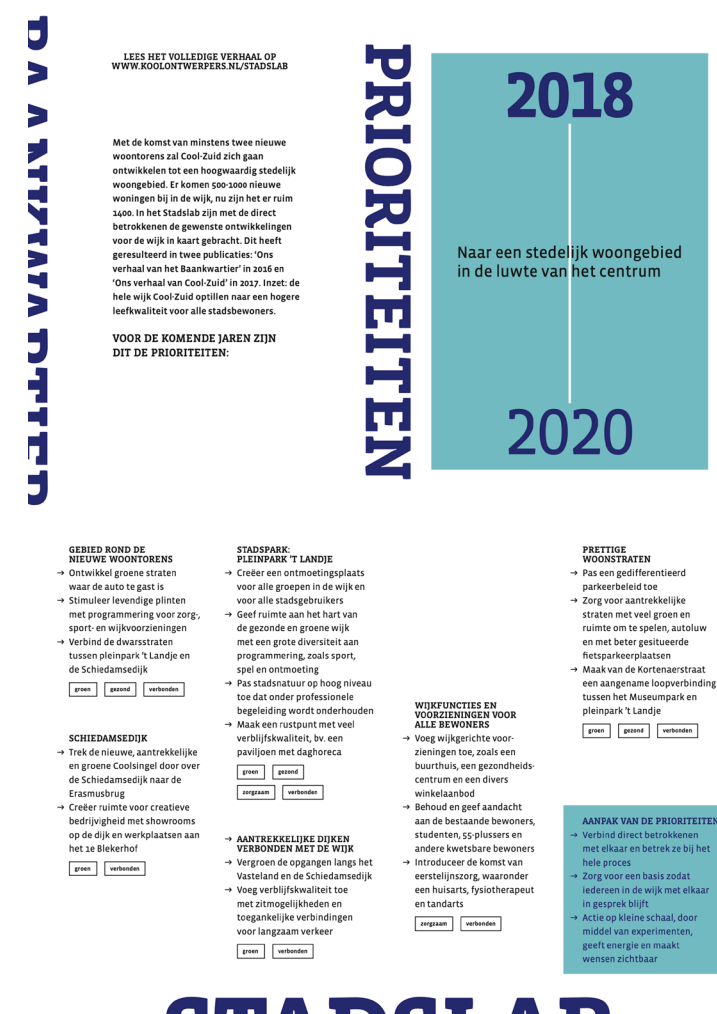 BAANKWARTIER
LEES HET VOLLEDIGE VERHAAL OP
WWW.KOOLONTWERPERS.NL/STADSLAB
Met de komst van minstens twee nieuwe
woontorens zal Cool-Zuid zich gaan
ontwikkelen tot een hoogwaardig stedelijk
woongebied. Er komen 500-1000 nieuwe
woningen bij in de wijk, nu zijn het er ruim
1400. In het Stadslab zijn met de direct
betrokkenen de gewenste ontwikkelingen
voor de wijk in kaart gebracht. Dit heeft
geresulteerd in twee publicaties: ‘Ons
verhaal van het Baankwartier’ in 2016 en
‘Ons verhaal van Cool-Zuid’ in 2017. Inzet: de
hele wijk Cool-Zuid optillen naar een hogere
leefkwaliteit voor alle stadsbewoners.
VOOR DE KOMENDE JAREN ZIJN
DIT DE PRIORITEITEN:
PRIORITEITEN
2018
Naar een stedelijk woongebied
in de luwte van het centrum
2020
GEBIED ROND DE
NIEUWE WOONTORENS
→ Ontwikkel groene straten
waar de auto te gast is
→ Stimuleer levendige plinten
met programmering voor zorg-,
sport- en wijkvoorzieningen
→ Verbind de dwarsstraten
tussen pleinpark ’t Landje en
de Schiedamsedijk
groen gezond verbonden
SCHIEDAMSEDIJK
→ Trek de nieuwe, aantrekkelijke
en groene Coolsingel door over
de Schiedamsedijk naar de
Erasmusbrug
→ Creëer ruimte voor creatieve
bedrijvigheid met showrooms
op de dijk en werkplaatsen aan
het 1e Blekerhof
groen verbonden
STADSPARK:
PLEINPARK ’T LANDJE
→ Creëer een ontmoetingsplaats
voor alle groepen in de wijk en
voor alle stadsgebruikers
→ Geef ruimte aan het hart van
de gezonde en groene wijk
met een grote diversiteit aan
programmering, zoals sport,
spel en ontmoeting
→ Pas stadsnatuur op hoog niveau
toe dat onder professionele
begeleiding wordt onderhouden
→ Maak een rustpunt met veel
verblijfskwaliteit, bv. een
paviljoen met daghoreca
groen gezond
zorgzaam verbonden
→ AANTREKKELIJKE DIJKEN
VERBONDEN MET DE WIJK
→ Vergroen de opgangen langs het
Vasteland en de Schiedamsedijk
→ Voeg verblijfskwaliteit toe
met zitmogelijkheden en
toegankelijke verbindingen
voor langzaam verkeer
groen verbonden
WIJKFUNCTIES EN
VOORZIENINGEN VOOR
ALLE BEWONERS
→ Voeg wijkgerichte voor-
zieningen toe, zoals een
buurthuis, een gezondheids-
centrum en een divers
winkelaanbod
→ Behoud en geef aandacht
aan de bestaande bewoners,
studenten, 55-plussers en
andere kwetsbare bewoners
→ Introduceer de komst van
eerstelijnszorg, waaronder
een huisarts, fysiotherapeut
en tandarts
zorgzaam verbonden
PRETTIGE
WOONSTRATEN
→ Pas een gedifferentieerd
parkeerbeleid toe
→ Zorg voor aantrekkelijke
straten met veel groen en
ruimte om te spelen, autoluw
en met beter gesitueerde
fietsparkeerplaatsen
→ Maak van de Kortenaerstraat
een aangename loopverbinding
tussen het Museumpark en
pleinpark ’t Landje
groen gezond verbonden
AANPAK VAN DE PRIORITEITEN
→ Verbind direct betrokkenen
met elkaar en betrek ze bij het
hele proces
→ Zorg voor een basis zodat
iedereen in de wijk met elkaar
in gesprek blijft
→ Actie op kleine schaal, door
middel van experimenten,
geeft energie en maakt
wensen zichtbaar
STADSLAB